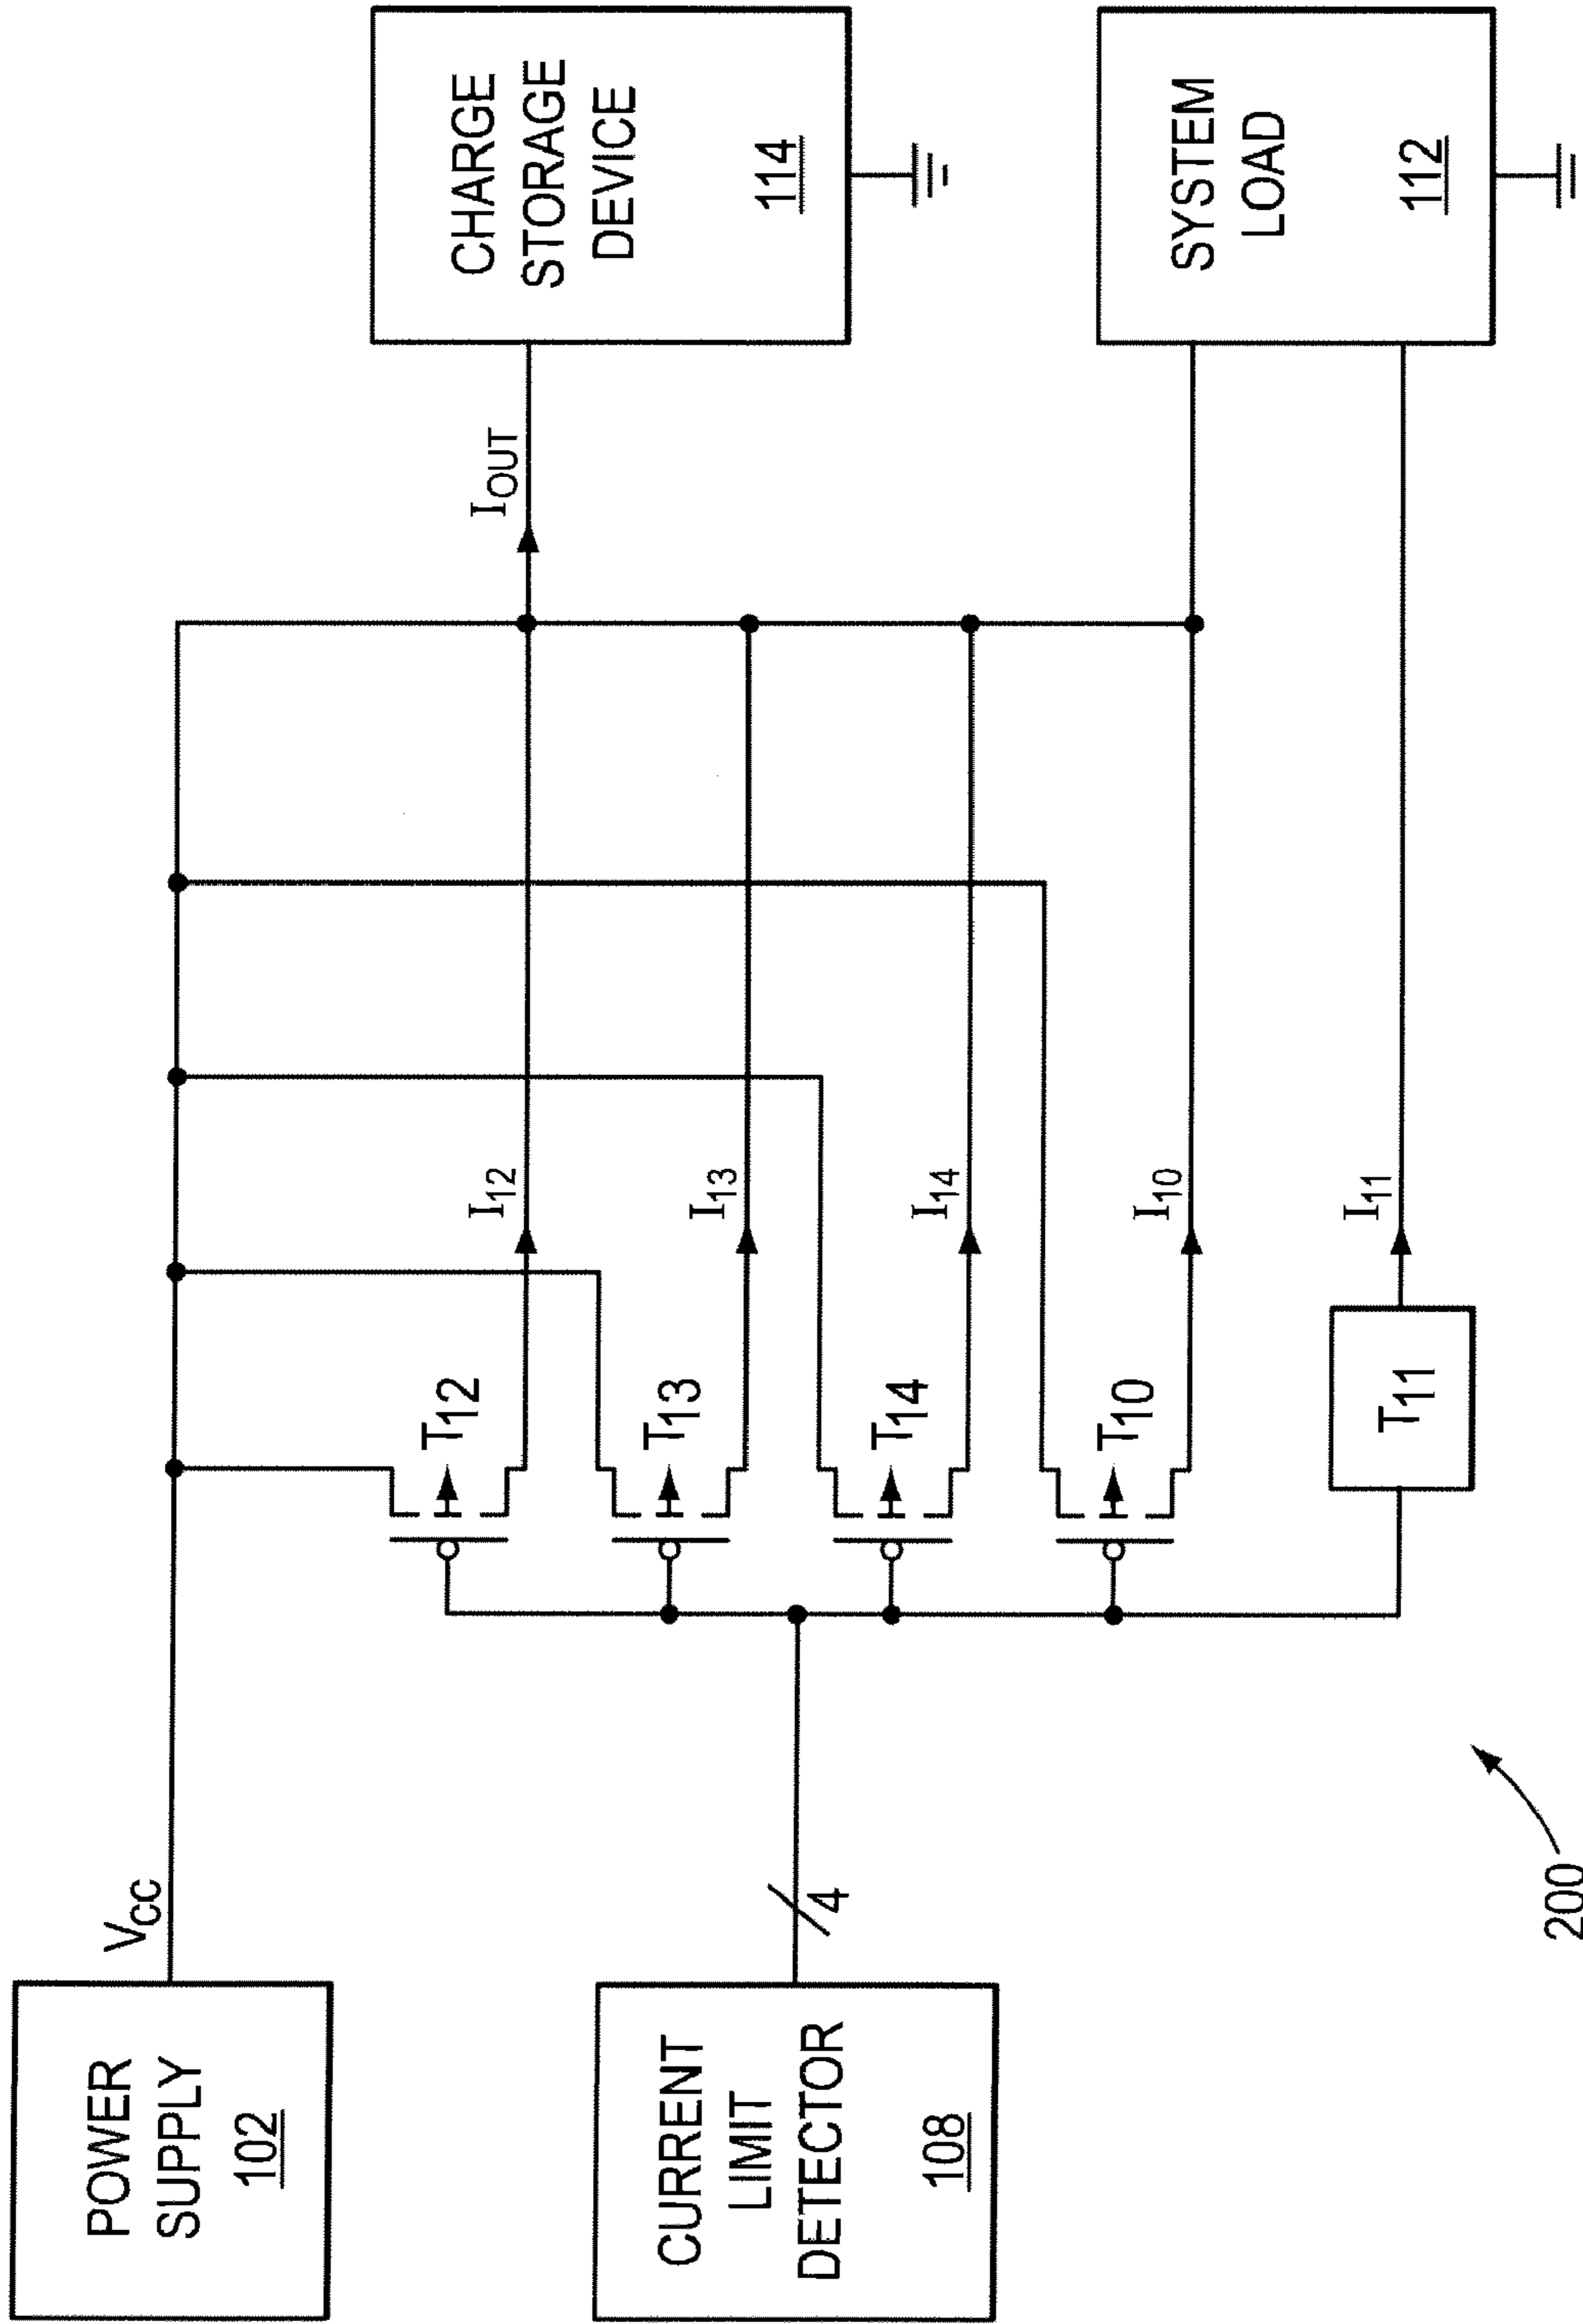 POWER
SUPPLY
102
VCC
CURRENT
LIMIT
DETECTOR
108
4
T12
T13
T14
T10
T11
I12
I13
I14
I10
I11
IOUT
CHARGE
STORAGE
DEVICE
114
SYSTEM
LOAD
112
200